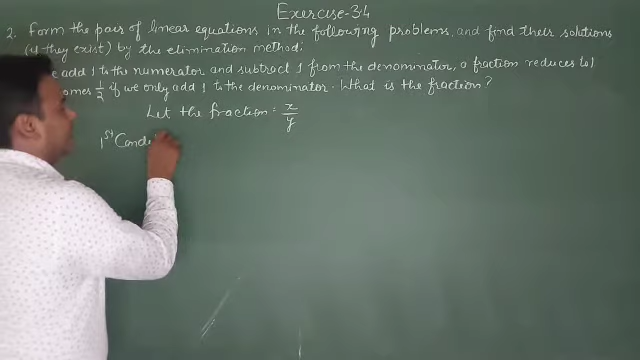 Exercise-3.4
2. Form the pair of linear equations in the following problems, and find their solutions
(if they exist) by the elimination method:
add 1 to the numerator and subtract 1 from the denominator, a fraction reduces to 1
comes 1/2 if we only add 1 to the denominator. What is the fraction?
Let the fraction = x/y
1st Conde